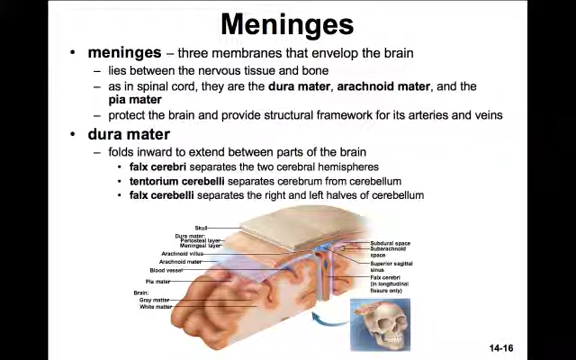 Meninges
• meninges – three membranes that envelop the brain
– lies between the nervous tissue and bone
– as in spinal cord, they are the dura mater, arachnoid mater, and the
pia mater
– protect the brain and provide structural framework for its arteries and veins
• dura mater
– folds inward to extend between parts of the brain
• falx cerebri separates the two cerebral hemispheres
• tentorium cerebelli separates cerebrum from cerebellum
• falx cerebelli separates the right and left halves of cerebellum
Skull
Dura mater:
Periosteal layer
Meningeal layer
Arachnoid villus
Arachnoid mater
Blood vessel
Pia mater
Brain:
Gray matter
White matter
Subdural space
Subarachnoid
space
Superior sagittal
sinus
Falx cerebri
(in longitudinal
fissure only)
14-16